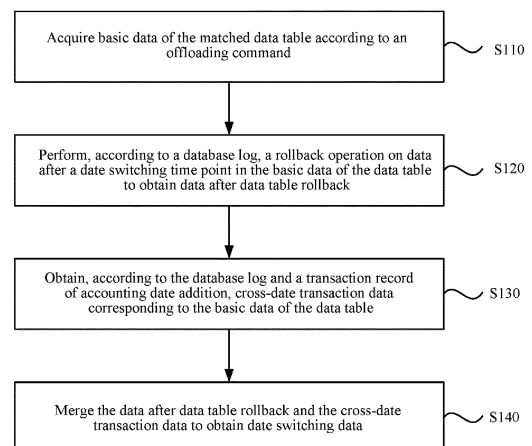 Acquire basic data of the matched data table according to an
offloading command
S110
Perform, according to a database log, a rollback operation on data
after a date switching time point in the basic data of the data table
to obtain data after data table rollback
S120
Obtain, according to the database log and a transaction record
of accounting date addition, cross-date transaction data
corresponding to the basic data of the data table
S130
Merge the data after data table rollback and the cross-date
transaction data to obtain date switching data
S140